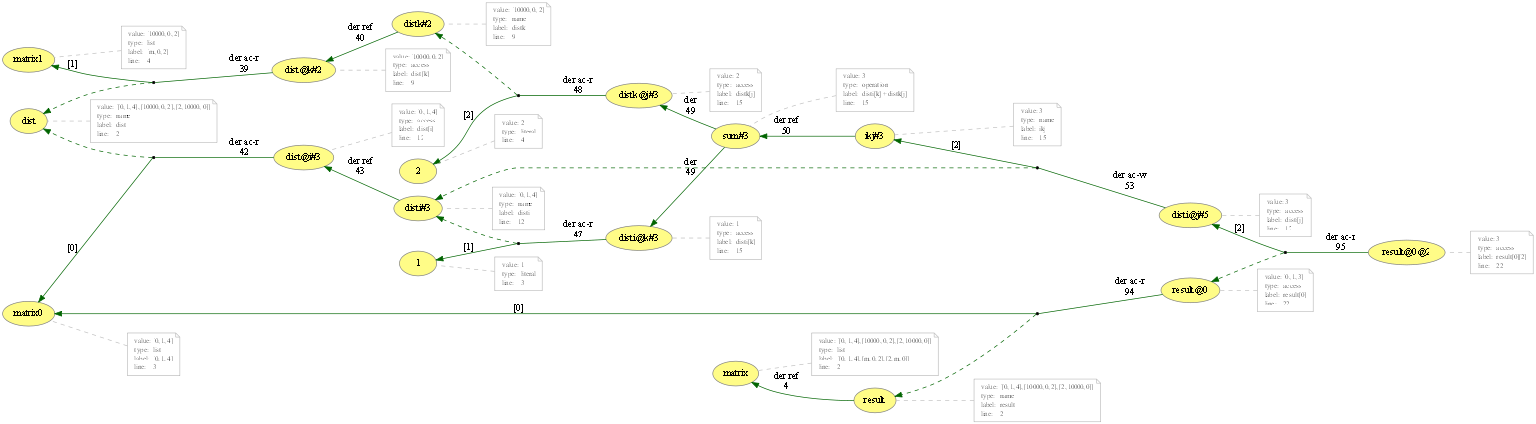 matrix1
[1]
value: [10000, 0, 2]
type: list
label: [m, 0, 2]
line: 4
der ac-r
39
dist@k#2
value: [10000, 0, 2]
type: access
label: dist[k]
line: 9
der ref
40
distk#2
value: [10000, 0, 2]
type: name
label: distk
line: 9
dist
value: [[0, 1, 4], [10000, 0, 2], [2, 10000, 0]]
type: name
label: dist
line: 2
der ac-r
42
dist@i#3
value: [0, 1, 4]
type: access
label: dist[i]
line: 12
der ref
43
disti#3
value: [0, 1, 4]
type: name
label: disti
line: 12
[2]
2
value: 2
type: literal
line: 4
der ac-r
48
distk@j#3
value: 2
type: access
label: distk[j]
line: 15
der
49
sum#3
value: 3
type: operation
label: disti[k] + distk[j]
line: 15
der ref
50
ikj#3
value: 3
type: name
label: ikj
line: 15
[2]
der ac-w
53
disti@j#5
value: 3
type: access
label: disti[j]
line: 17
der
49
disti@k#3
value: 1
type: access
label: disti[k]
line: 15
der ac-r
47
[1]
1
value: 1
type: literal
line: 3
[2]
der ac-r
95
result@0@2
value: 3
type: access
label: result[0][2]
line: 22
result@0
value: [0, 1, 3]
type: access
label: result[0]
line: 22
der ac-r
94
[0]
[0]
matrix0
value: [0, 1, 4]
type: list
label: [0, 1, 4]
line: 3
matrix
value: [[0, 1, 4], [10000, 0, 2], [2, 10000, 0]]
type: list
label: [[0, 1, 4], [m, 0, 2], [2, m, 0]]
line: 2
der ref
4
result
value: [[0, 1, 4], [10000, 0, 2], [2, 10000, 0]]
type: name
label: result
line: 2